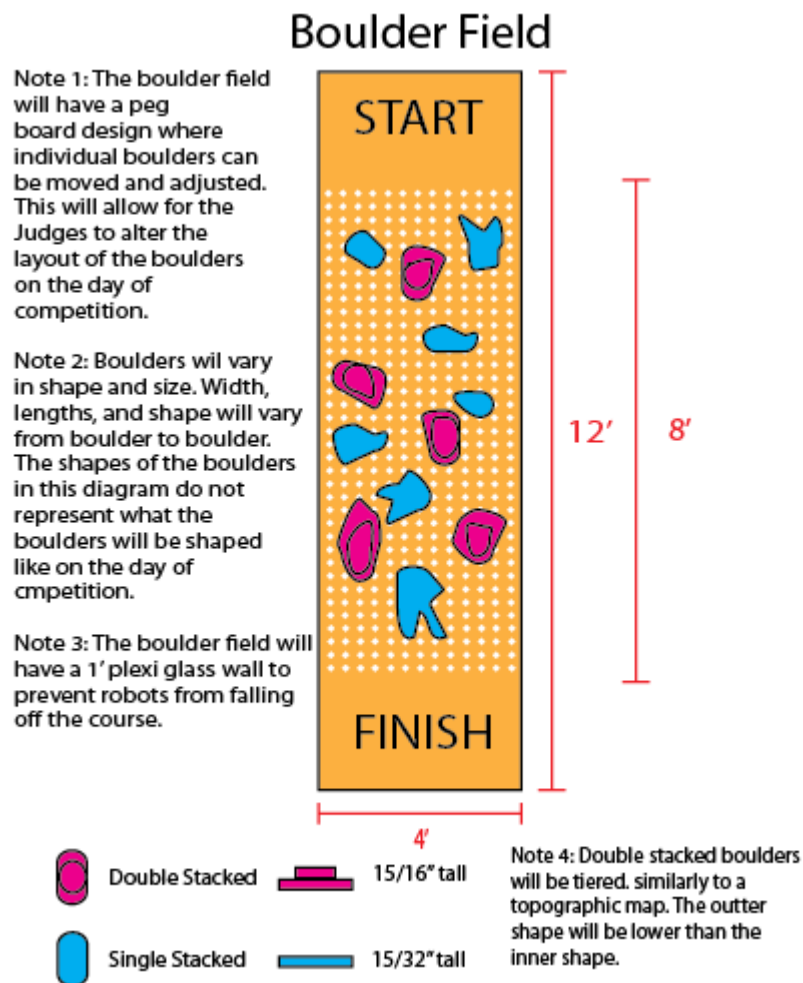 Boulder Field
Note 1: The boulder field
will have a peg
board design where
individual boulders can
be moved and adjusted.
This will allow for the
Judges to alter the
layout of the boulders
on the day of
competition.
Note 2: Boulders wil vary
in shape and size. Width,
lengths, and shape will vary
from boulder to boulder.
The shapes of the boulders
in this diagram do not
represent what the
boulders will be shaped
like on the day of
cmpetition.
Note 3: The boulder field will
have a 1' plexi glass wall to
prevent robots from falling
off the course.
START
12'
8'
FINISH
4'
Double Stacked
15/16" tall
Single Stacked
15/32" tall
Note 4: Double stacked boulders
will be tiered. similarly to a
topographic map. The outter
shape will be lower than the
inner shape.